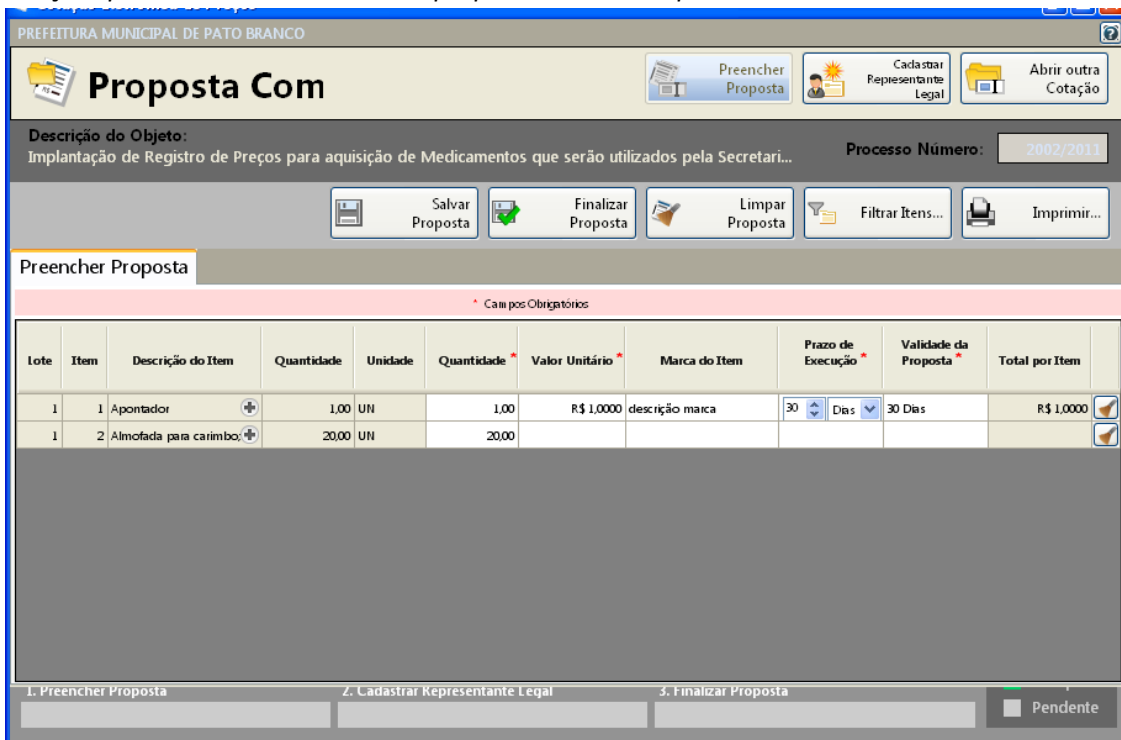 PREFEITURA MUNICIPAL DE PATO BRANCO
Proposta Com
Preencher
Proposta
Cadastrar
Representante
Legal
Abrir outra
Cotação
Descrição do Objeto:
Implantação de Registro de Preços para aquisição de Medicamentos que serão utilizados pela Secretari...
Processo Número:
2002/2011
Salvar
Proposta
Finalizar
Proposta
Limpar
Proposta
Filtrar Itens...
Imprimir...
Preencher Proposta
* Campos Obrigatórios
Lote Item Descrição do Item Quantidade Unidade Quantidade * Valor Unitário * Marca do Item Prazo de Execução * Validade da Proposta * Total por Item
1 1 Apontador 1,00 UN 1,00 R$ 1,0000 descrição marca 30 Dias 30 Dias R$ 1,0000
1 2 Almofada para carimbo; 20,00 UN 20,00
1. Preencher Proposta 2. Cadastrar Representante Legal 3. Finalizar Proposta
Pendente